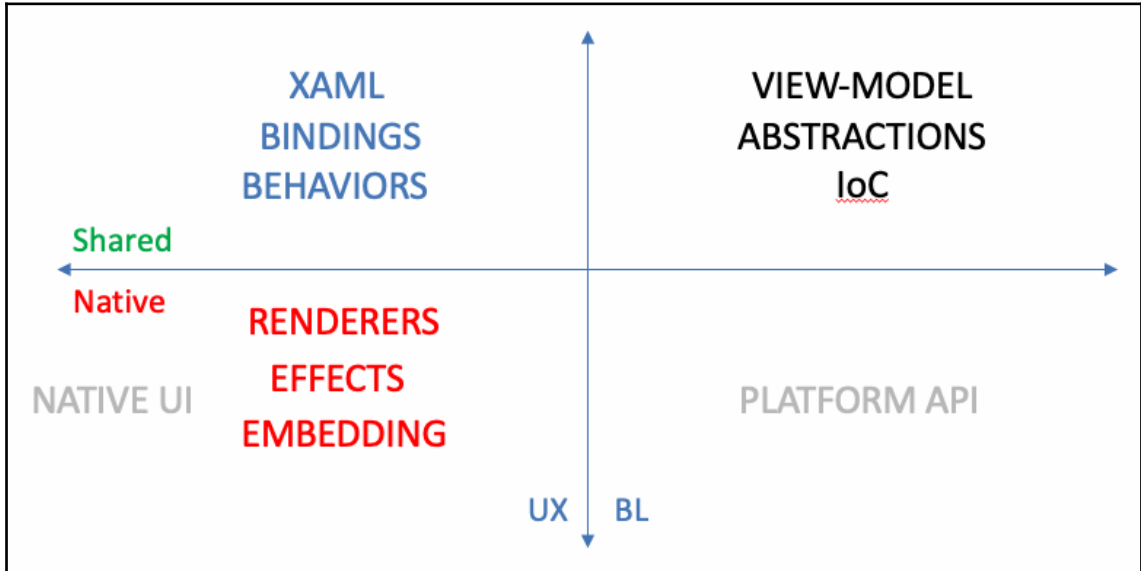 XAML
BINDINGS
BEHAVIORS
VIEW-MODEL
ABSTRACTIONS
IoC
Shared
Native
RENDERERS
EFFECTS
EMBEDDING
NATIVE UI
PLATFORM API
UX
BL